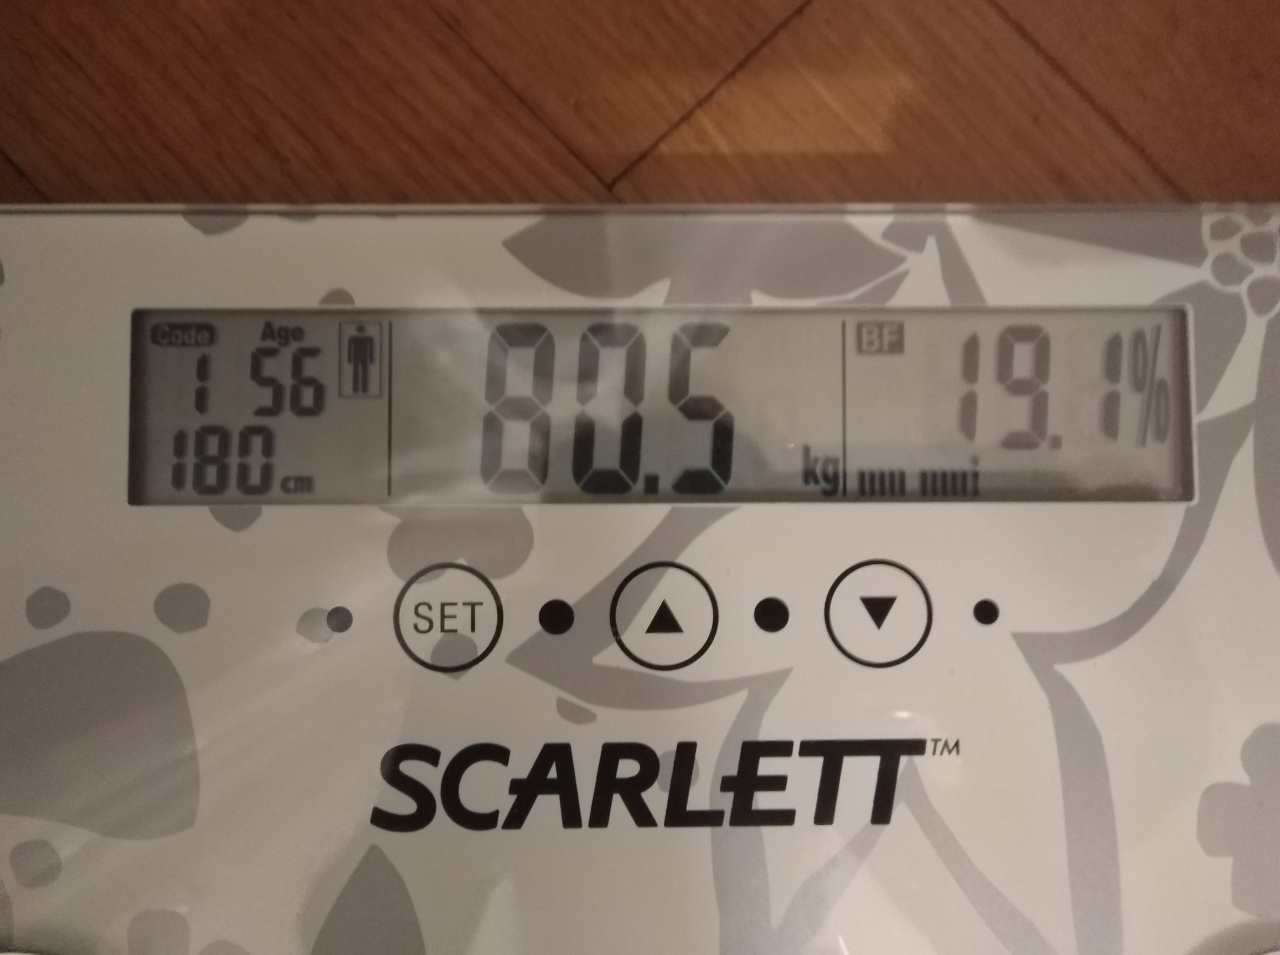 Code Age
1 56
180 cm
80.5 kg
BF
19.1%
SET
SCARLETT™